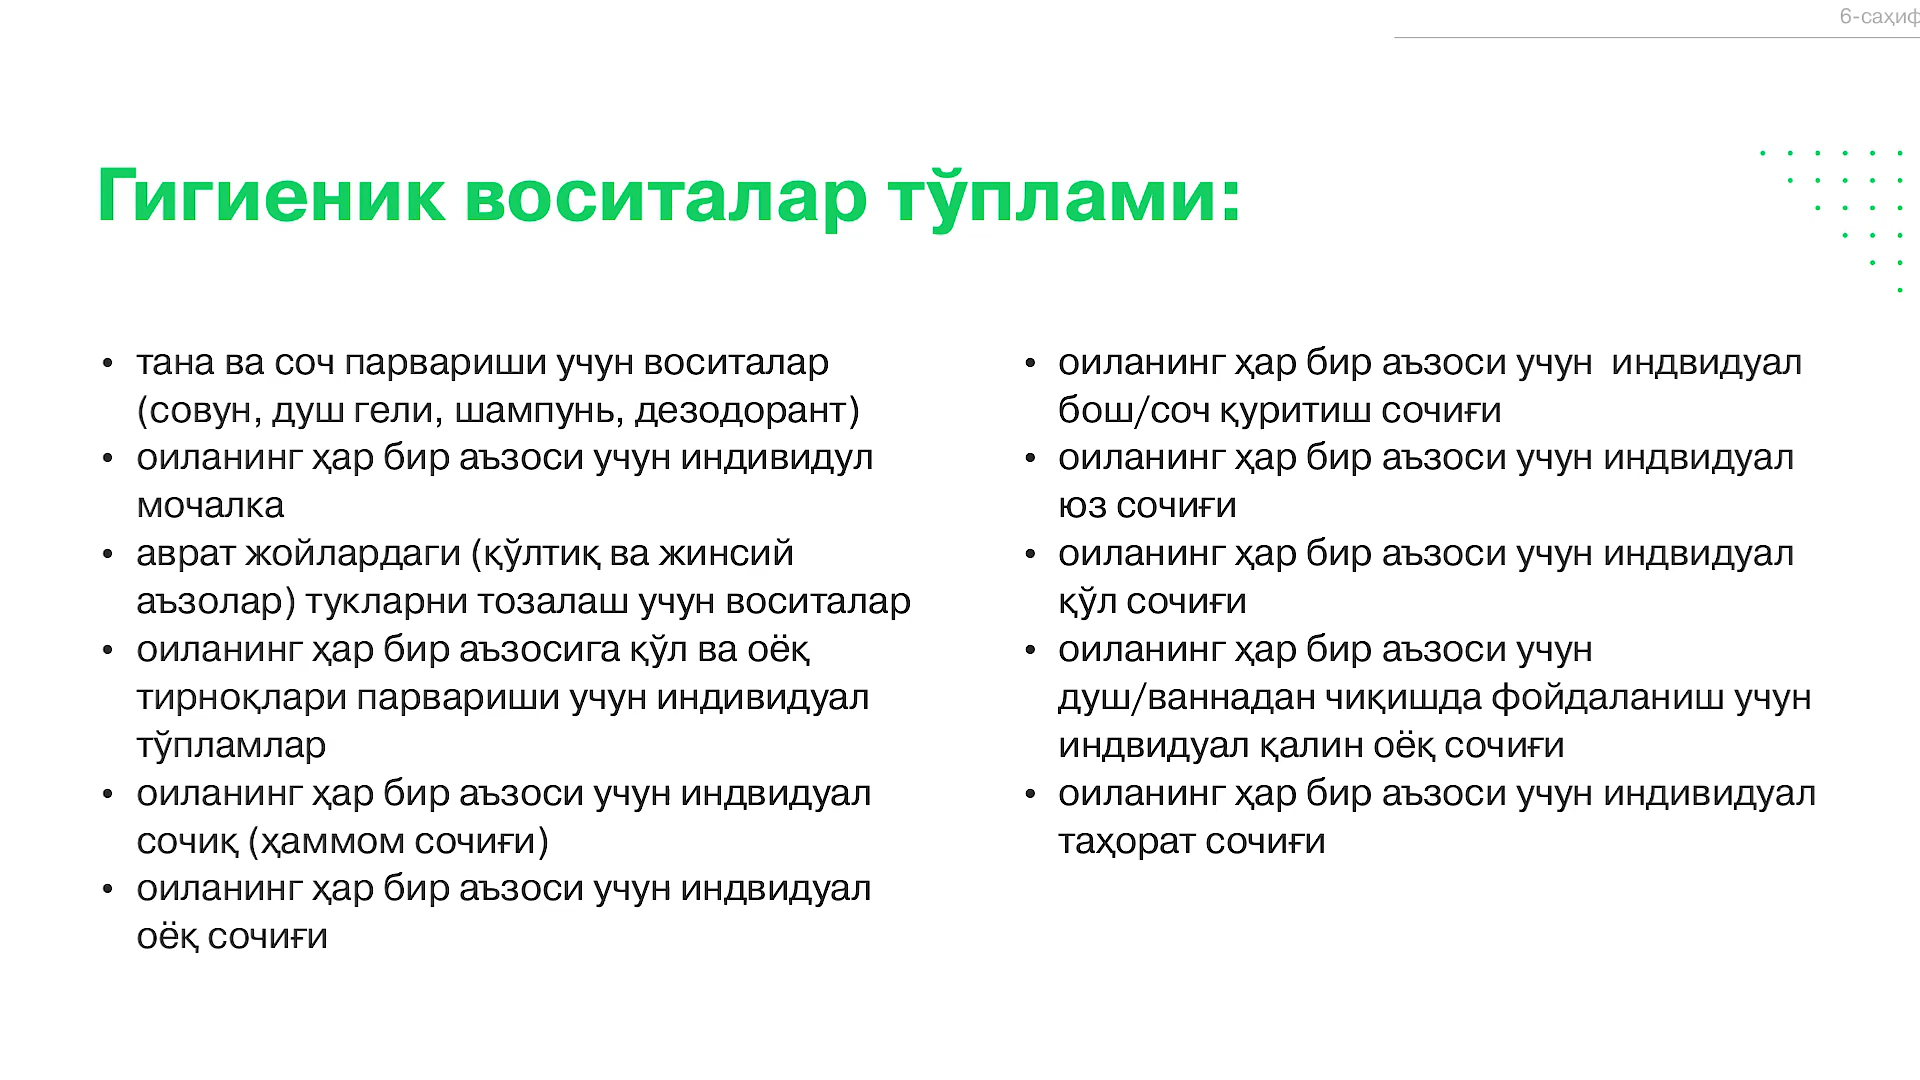 6-саҳиф
Гигиеник воситалар тўплами:
• тана ва соч парвариши учун воситалар
(совун, душ гели, шампунь, дезодорант)
• оиланинг ҳар бир аъзоси учун индивидул
мочалка
• аврат жойлардаги (қўлтиқ ва жинсий
аъзолар) тукларни тозалаш учун воситалар
• оиланинг ҳар бир аъзосига қўл ва оёқ
тирноқлари парвариши учун индивидуал
тўпламлар
• оиланинг ҳар бир аъзоси учун индвидуал
сочиқ (ҳаммом сочиғи)
• оиланинг ҳар бир аъзоси учун индвидуал
оёқ сочиғи
• оиланинг ҳар бир аъзоси учун  индвидуал
бош/соч қуритиш сочиғи
• оиланинг ҳар бир аъзоси учун индвидуал
юз сочиғи
• оиланинг ҳар бир аъзоси учун индвидуал
қўл сочиғи
• оиланинг ҳар бир аъзоси учун
душ/ваннадан чиқишда фойдаланиш учун
индвидуал қалин оёқ сочиғи
• оиланинг ҳар бир аъзоси учун индивидуал
таҳорат сочиғи